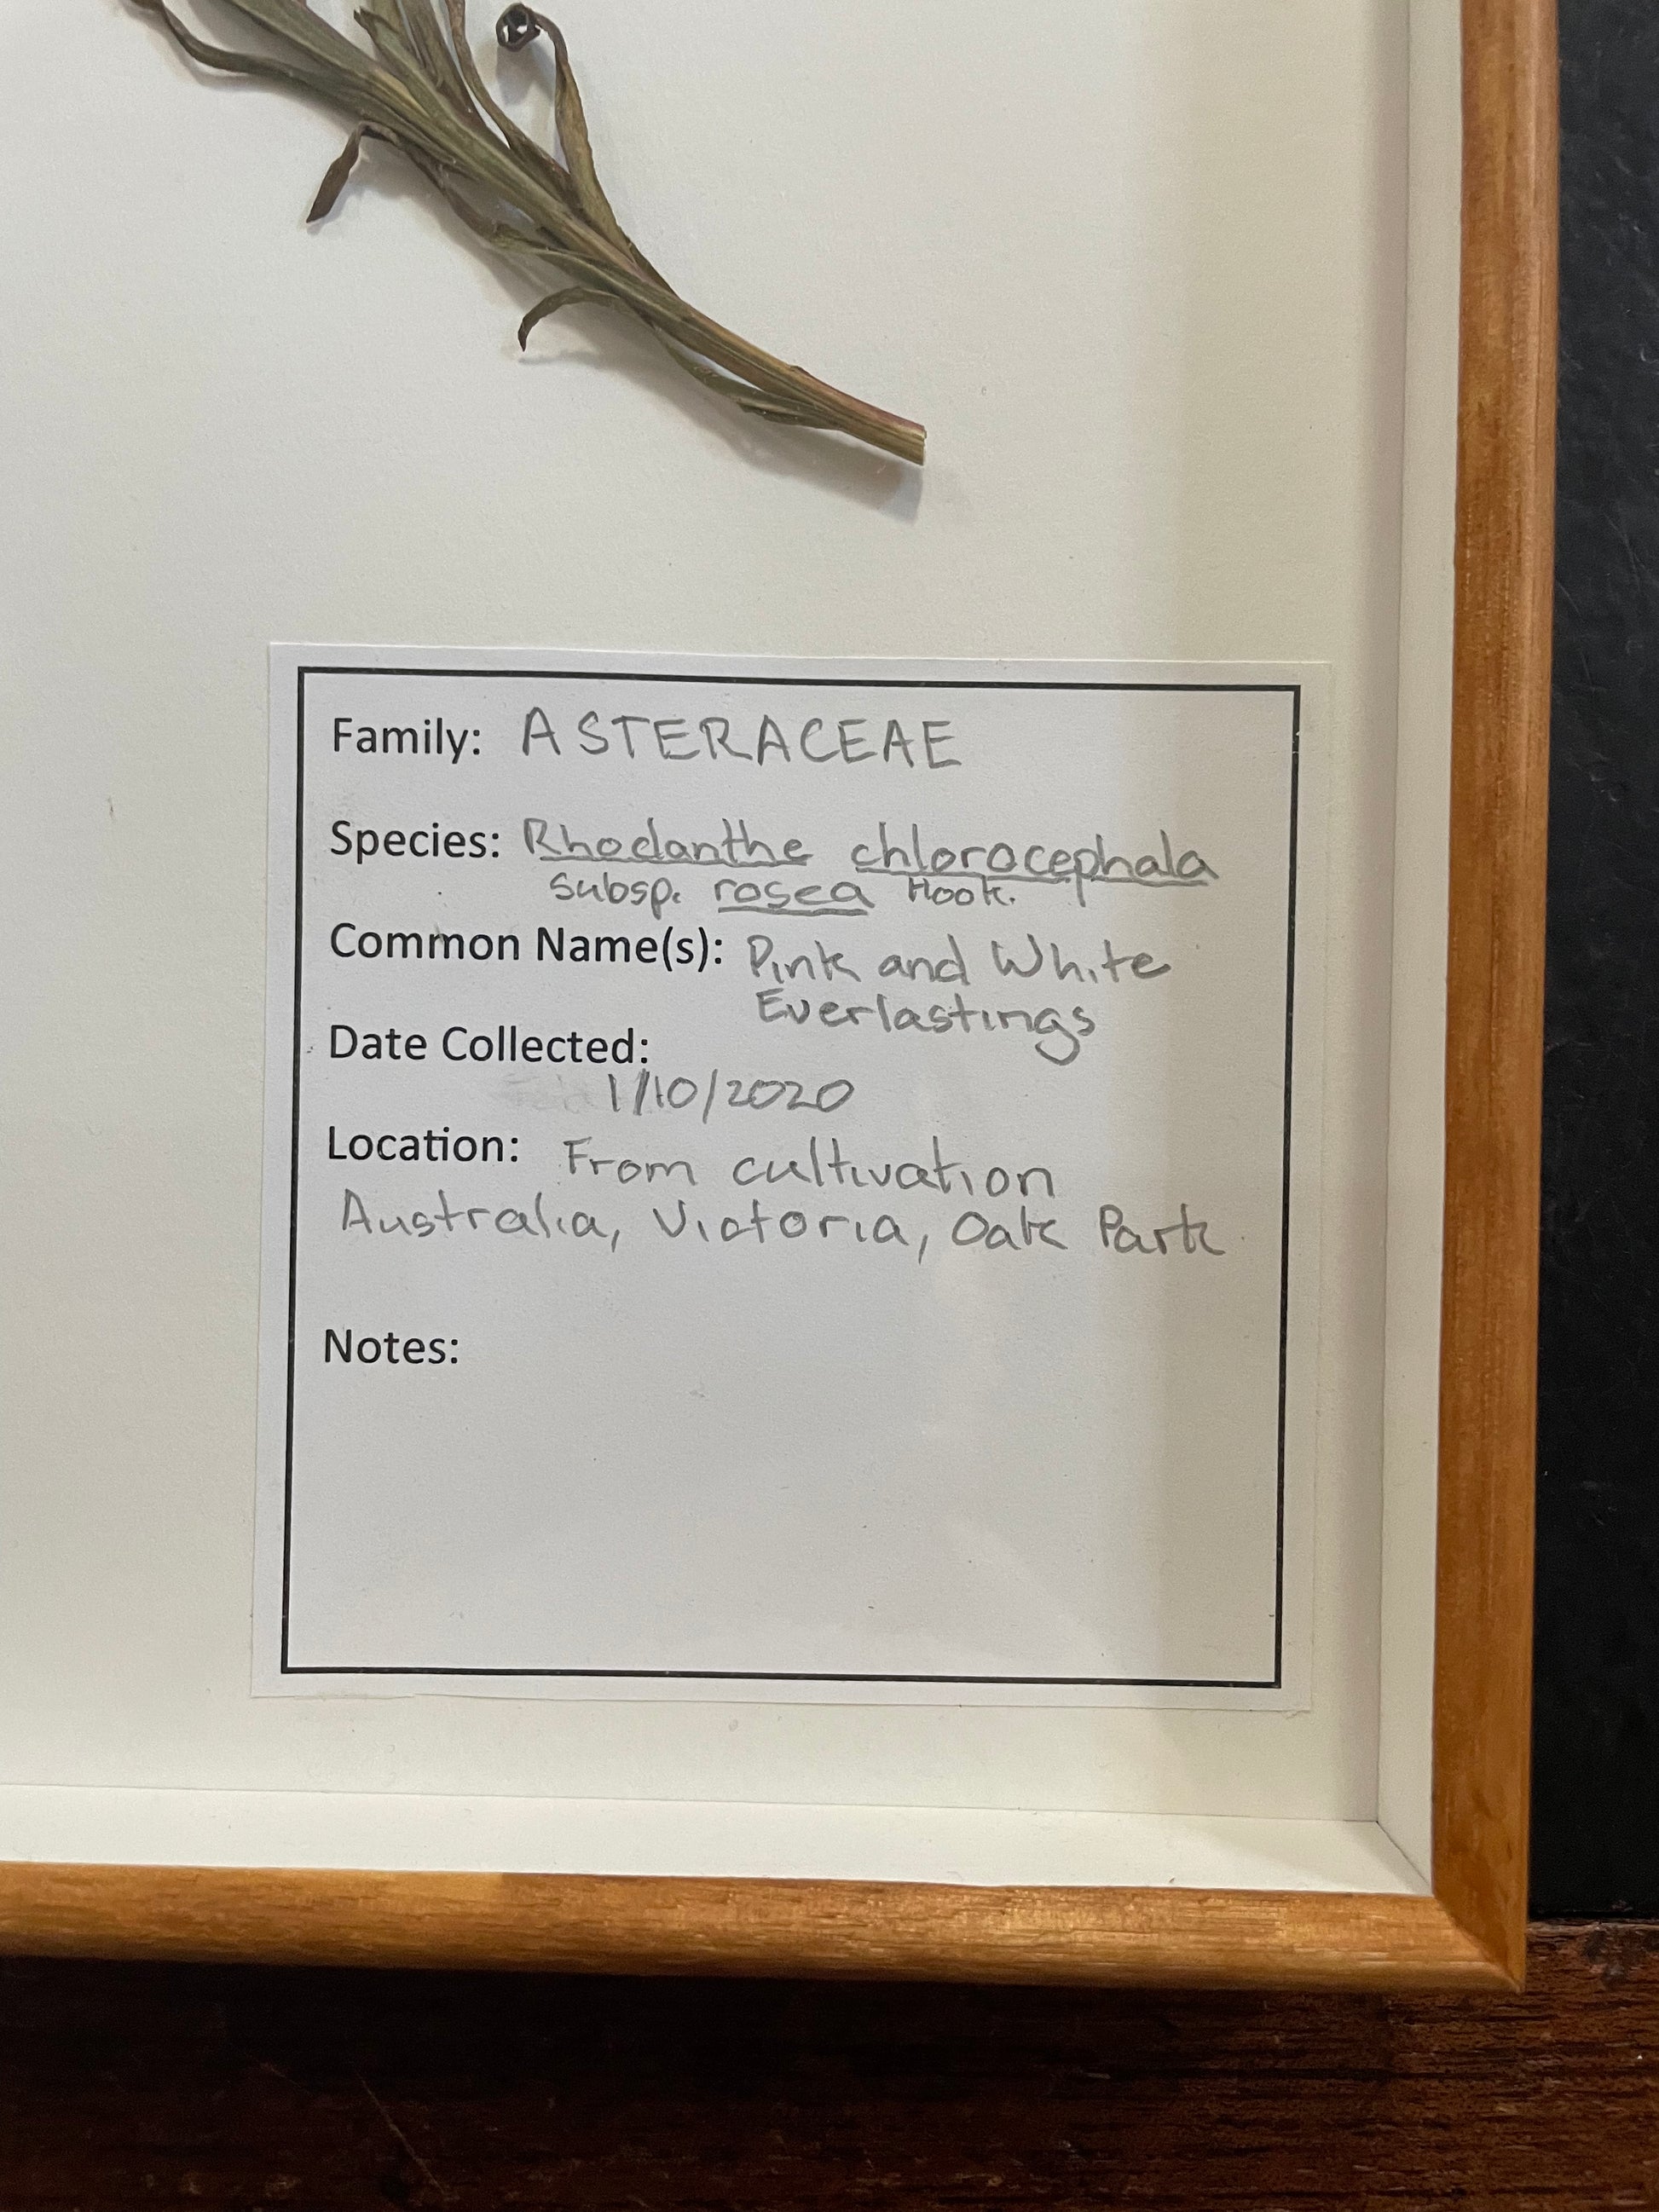 Family: ASTERACEAE
Species: Rhodanthe chlorocephala
subsp. rosea Hook.
Common Name(s): Pink and White
Everlastings
Date Collected:
1/10/2020
Location: From cultivation
Australia, Victoria, Oak Park
Notes: